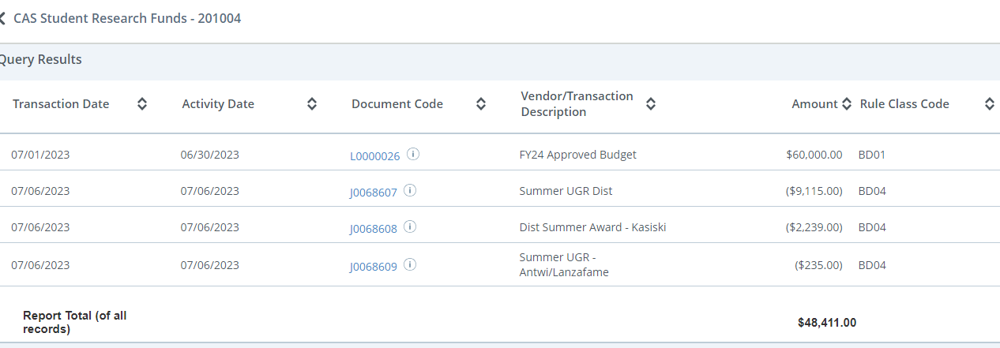 CAS Student Research Funds - 201004
Query Results
Transaction Date Activity Date Document Code Vendor/Transaction Description Amount Rule Class Code
07/01/2023 06/30/2023 L0000026 FY24 Approved Budget $60,000.00 BD01
07/06/2023 07/06/2023 J0068607 Summer UGR Dist ($9,115.00) BD04
07/06/2023 07/06/2023 J0068608 Dist Summer Award - Kasiski ($2,239.00) BD04
07/06/2023 07/06/2023 J0068609 Summer UGR - Antwi/Lanzafame ($235.00) BD04
Report Total (of all records) $48,411.00